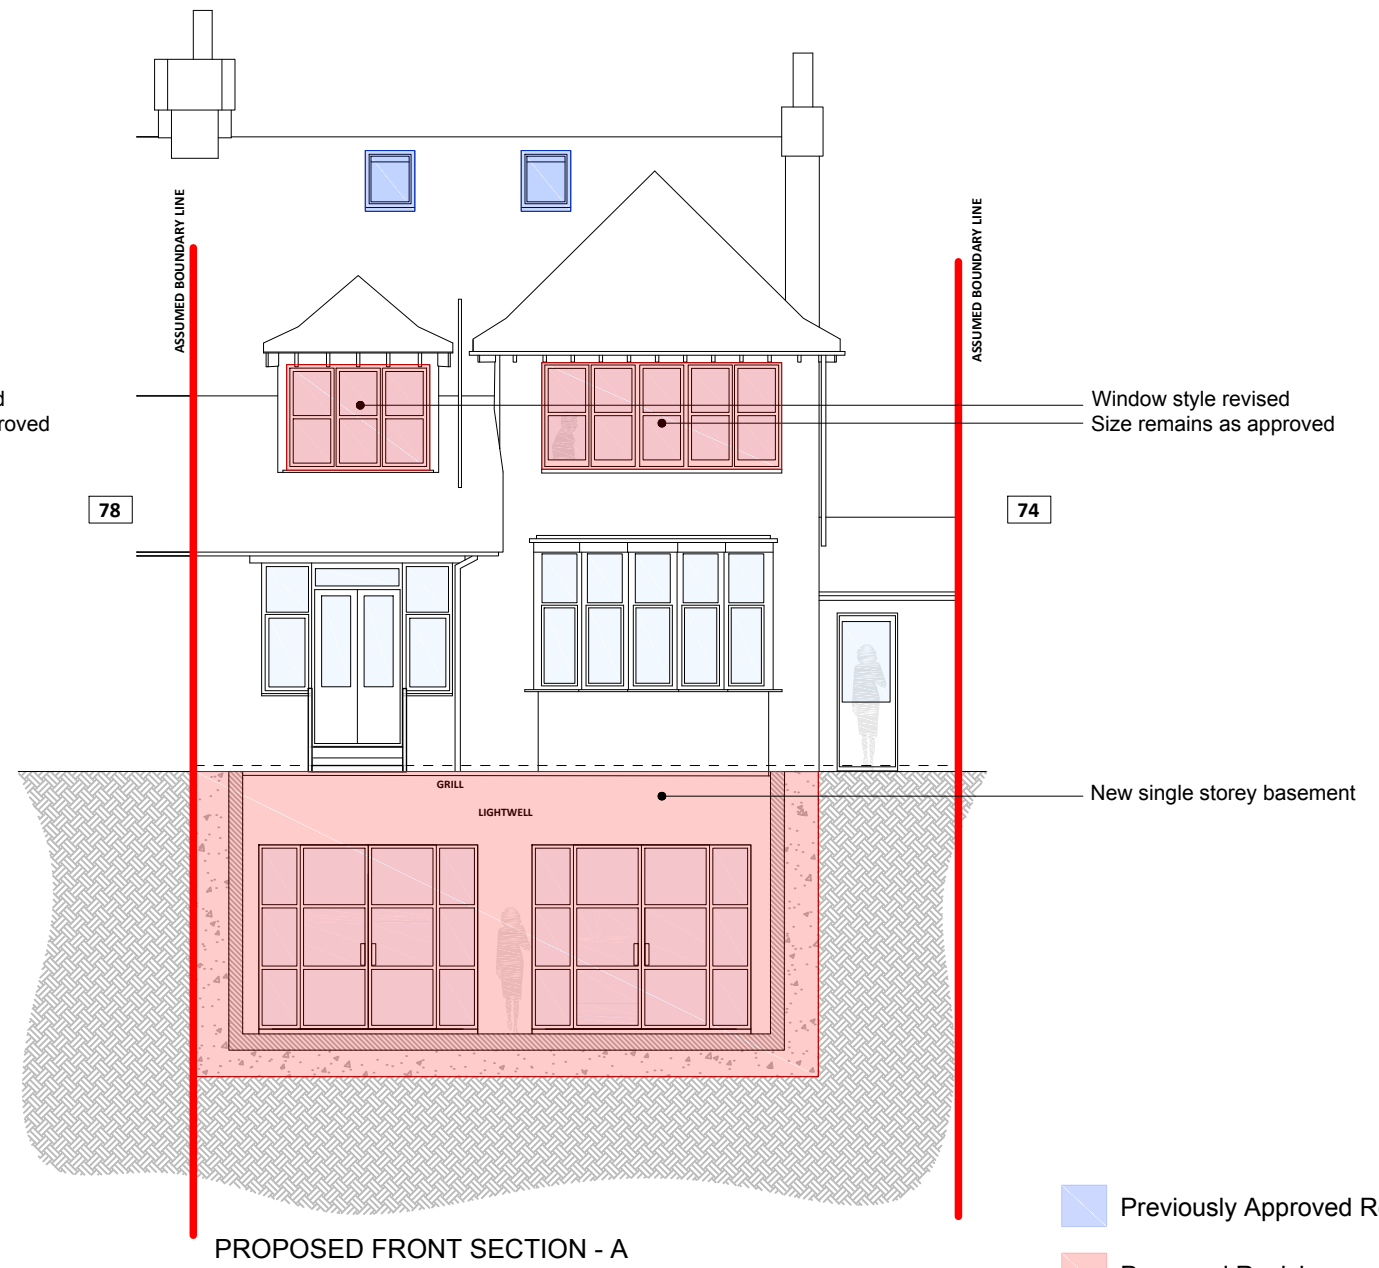 ASSUMED BOUNDARY LINE
ASSUMED BOUNDARY LINE
Window style revised
Size remains as approved
78
74
GRILL
LIGHTWELL
New single storey basement
Previously Approved
PROPOSED FRONT SECTION - A